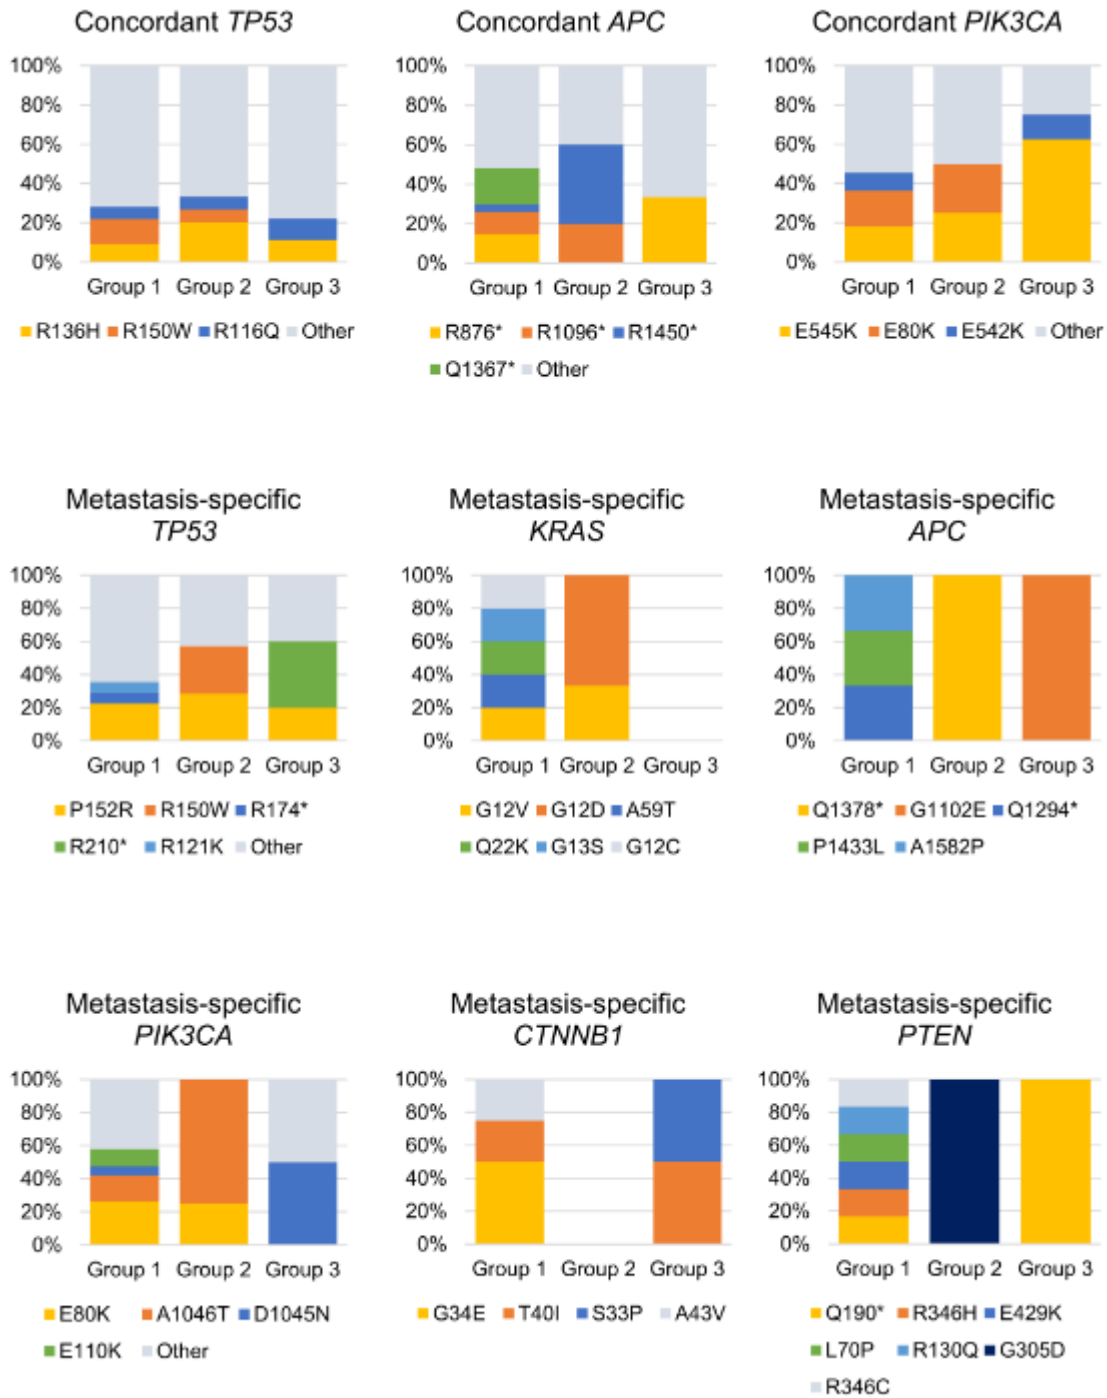 Concordant TP53
100%
80%
60%
40%
20%
0%
Group 1 Group 2 Group 3
R136H R150W R116Q Other
Concordant APC
100%
80%
60%
40%
20%
0%
Group 1 Group 2 Group 3
R876* R1096* R1450*
Q1367* Other
Concordant PIK3CA
100%
80%
60%
40%
20%
0%
Group 1 Group 2 Group 3
E545K E80K E542K Other
Metastasis-specific
TP53
100%
80%
60%
40%
20%
0%
Group 1 Group 2 Group 3
P152R R150W R174*
R210* R121K Other
Metastasis-specific
KRAS
100%
80%
60%
40%
20%
0%
Group 1 Group 2 Group 3
G12V G12D A59T
Q22K G13S G12C
Metastasis-specific
APC
100%
80%
60%
40%
20%
0%
Group 1 Group 2 Group 3
Q1378* G1102E Q1294*
P1433L A1582P
Metastasis-specific
PIK3CA
100%
80%
60%
40%
20%
0%
Group 1 Group 2 Group 3
E80K A1046T D1045N
E110K Other
Metastasis-specific
CTNNB1
100%
80%
60%
40%
20%
0%
Group 1 Group 2 Group 3
G34E T40I S33P A43V
Metastasis-specific
PTEN
100%
80%
60%
40%
20%
0%
Group 1 Group 2 Group 3
Q190* R346H E429K
L70P R130Q G305D
R346C